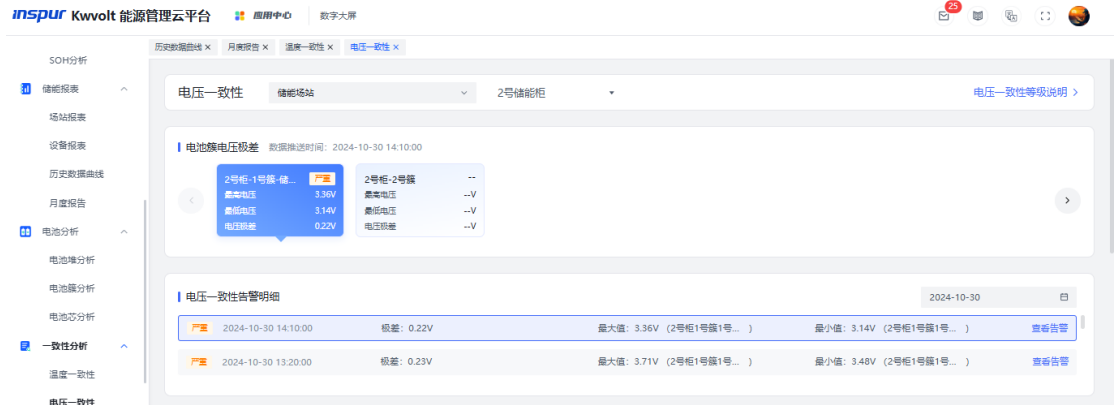 inspur Kwvolt 能源管理云平台 应用中心 数字大屏 25
历史数据曲线 × 月度报告 × 温度一致性 × 电压一致性 ×
SOH分析
储能报表
场站报表
设备报表
历史数据曲线
月度报告
电池分析
电池堆分析
电池簇分析
电池芯分析
一致性分析
温度一致性
电压一致性
电压一致性 储能场站 2号储能柜 电压一致性等级说明 >
电池簇电压极差 数据推送时间: 2024-10-30 14:10:00
2号柜-1号簇-储... 严重
最高电压 3.36V
最低电压 3.14V
电压极差 0.22V
2号柜-2号簇 --
最高电压 --V
最低电压 --V
电压极差 --V
电压一致性告警明细 2024-10-30
严重 2024-10-30 14:10:00 极差: 0.22V 最大值: 3.36V (2号柜1号簇1号... ) 最小值: 3.14V (2号柜1号簇1号... ) 查看告警
严重 2024-10-30 13:20:00 极差: 0.23V 最大值: 3.71V (2号柜1号簇1号... ) 最小值: 3.48V (2号柜1号簇1号... ) 查看告警